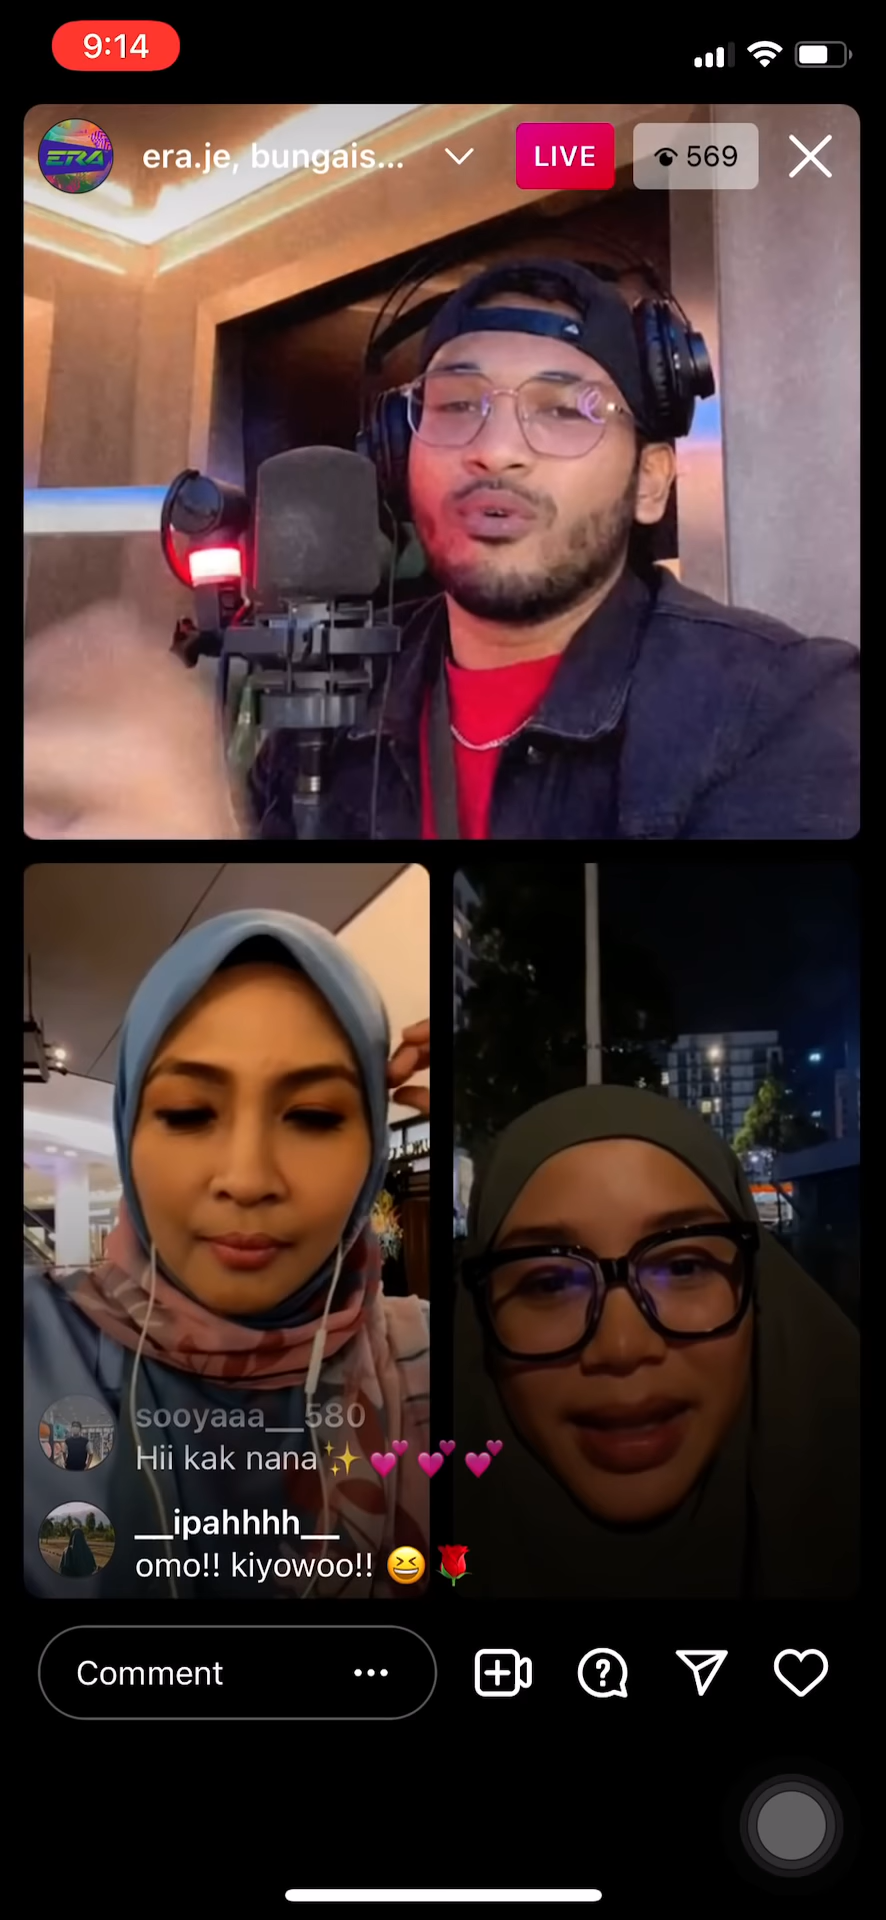 9:14
ERA
era.je, bungais...
LIVE
569
sooyaaa__580
Hii kak nana✨💕💕💕
__ipahhhh__
omo!! kiyowoo!! 😆🌹
Comment